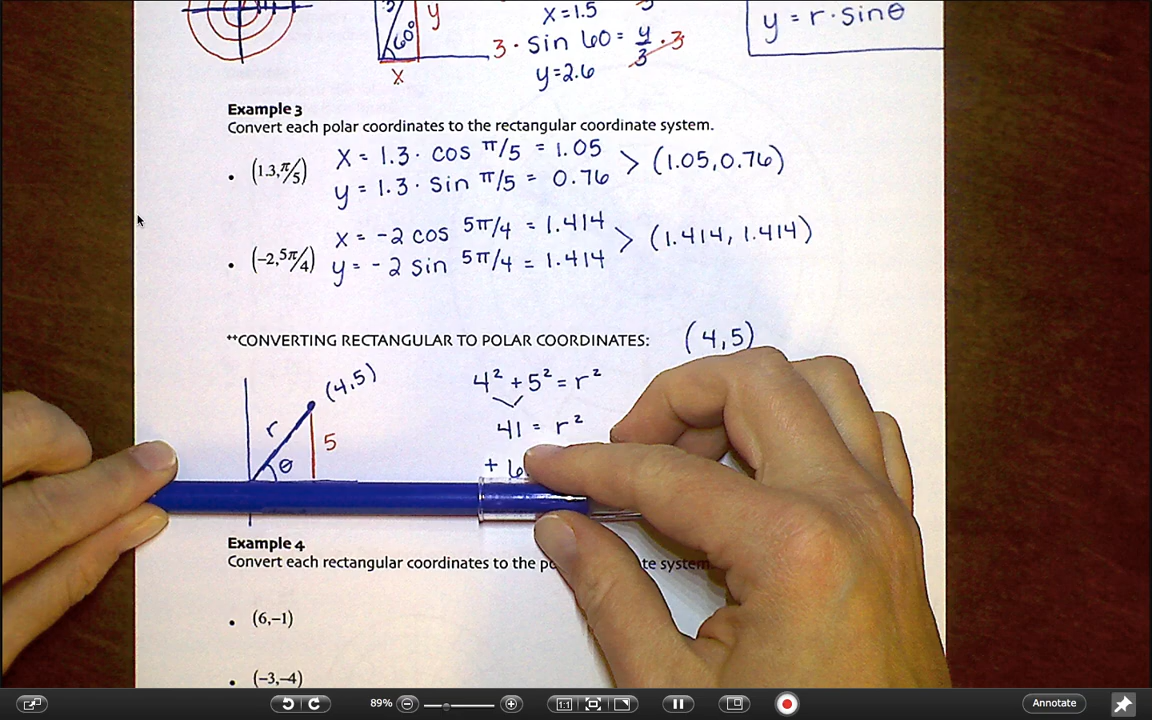 y
60°
x
x = 1.5
3 · sin 60 = y/3 · 3
y = 2.6
y = r · sinθ
Example 3
Convert each polar coordinates to the rectangular coordinate system.
• (1.3, π/5)
x = 1.3 · cos π/5 = 1.05
y = 1.3 · sin π/5 = 0.76
> (1.05, 0.76)
• (-2, 5π/4)
x = -2 cos 5π/4 = 1.414
y = -2 sin 5π/4 = 1.414
> (1.414, 1.414)
**CONVERTING RECTANGULAR TO POLAR COORDINATES: (4,5)
(4,5)
r
θ
5
4² + 5² = r²
41 = r²
+
Example 4
Convert each rectangular coordinates to the te system
• (6,-1)
• (-3,-4)
89%
1:1
Annotate